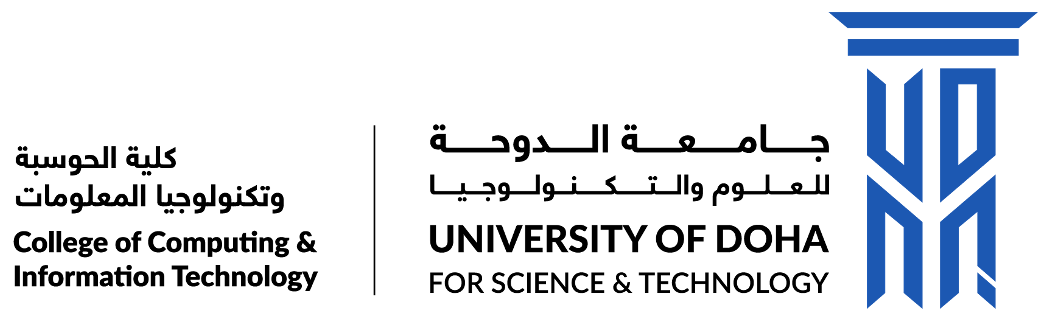 كلية الحوسبة
وتكنولوجيا المعلومات
College of Computing &
Information Technology
جامعة الدوحة
للعلوم والتكنولوجيا
UNIVERSITY OF DOHA
FOR SCIENCE & TECHNOLOGY